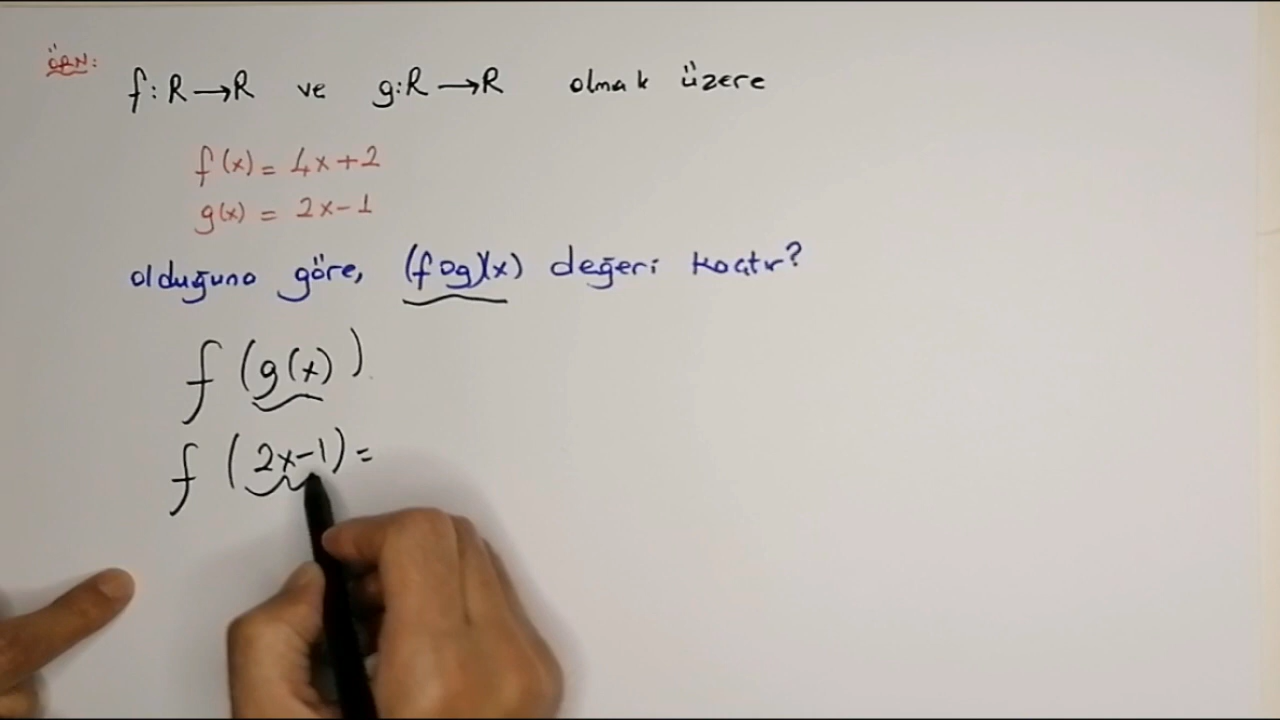 ÖRN:
f:R→R ve g:R→R olmak üzere
f(x)= 4x+2
g(x) = 2x-1
olduğuna göre, (fog)(x) değeri kaçtır?
f(g(x))
f(2x-1)=